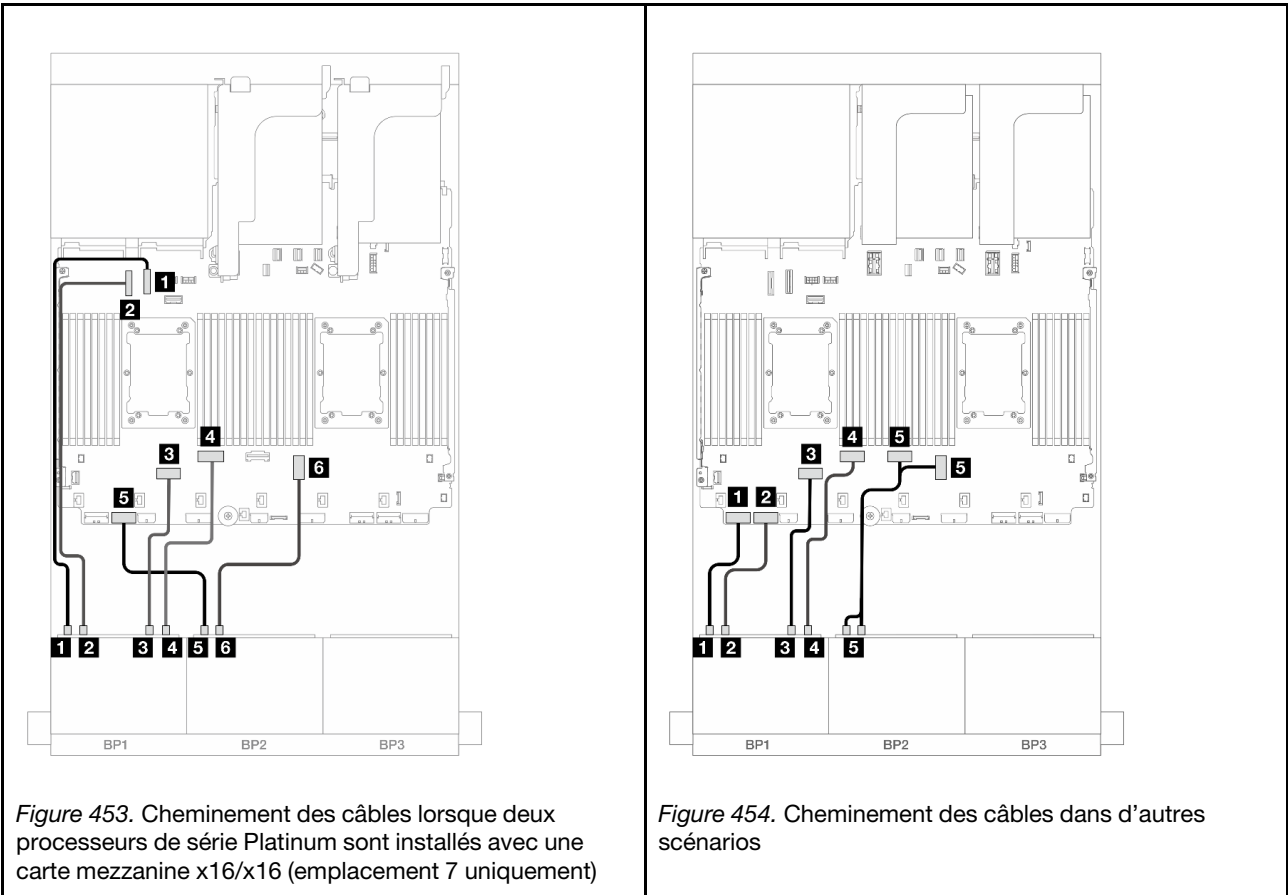 1
2
4
3
6
5
1 2 3 4 5 6
BP1 BP2 BP3
Figure 453. Cheminement des câbles lorsque deux
processeurs de série Platinum sont installés avec une
carte mezzanine x16/x16 (emplacement 7 uniquement)
4 5
3 5
1 2
1 2 3 4 5
BP1 BP2 BP3
Figure 454. Cheminement des câbles dans d’autres
scénarios